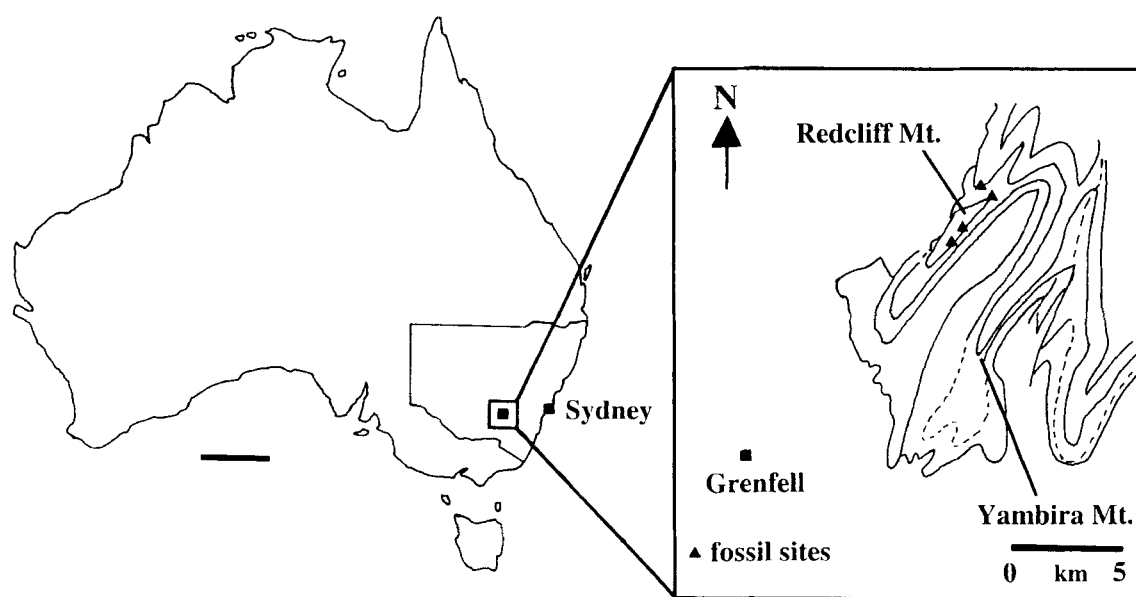 N
Redcliff Mt.
Sydney
Grenfell
Yambira Mt.
▲ fossil sites
0 km 5